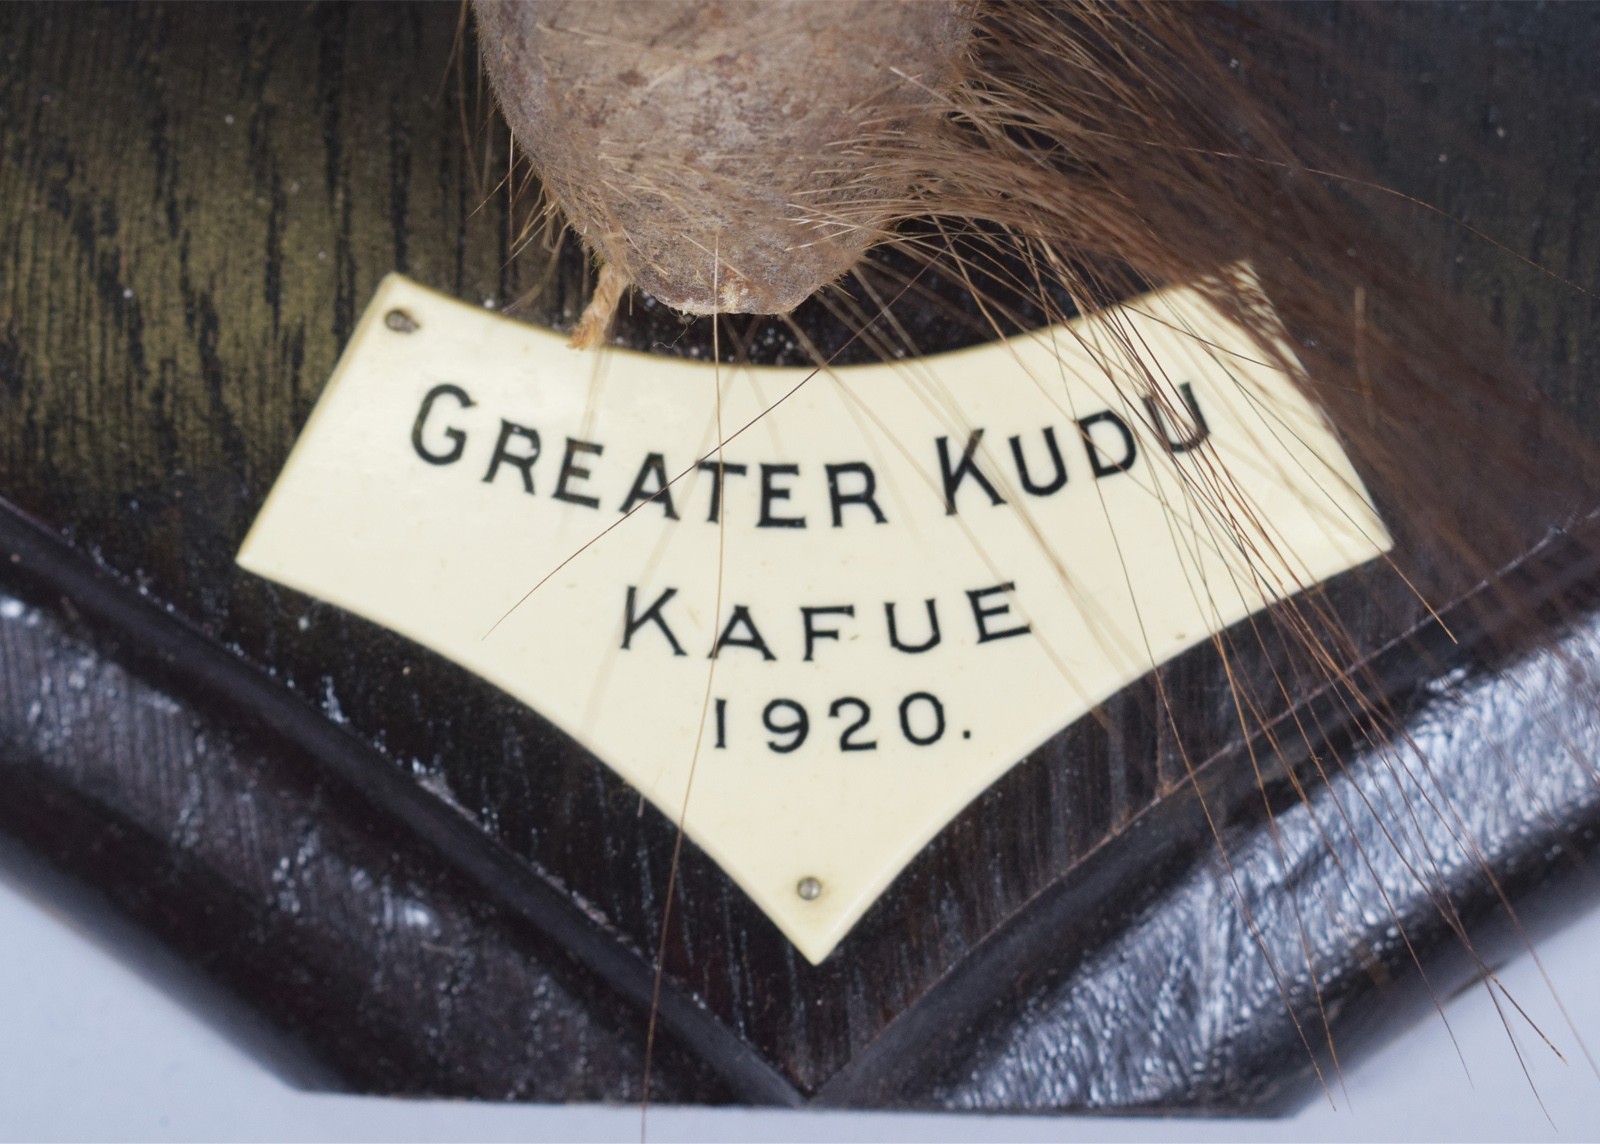 GREATER KUDU
KAFUE
1920.